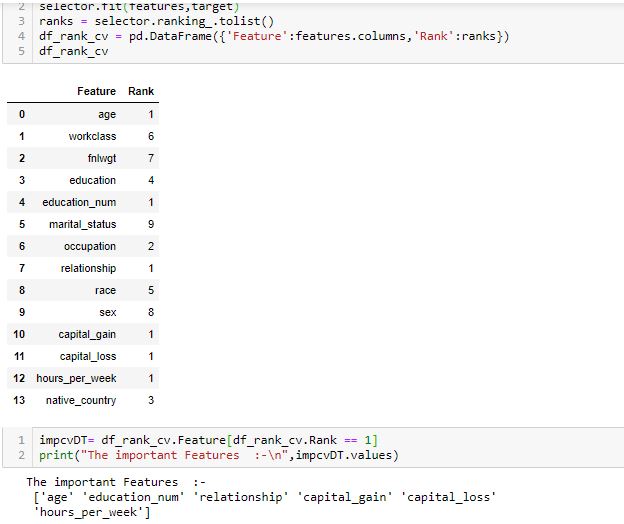 2 selector.fit(features,target)
3 ranks = selector.ranking_.tolist()
4 df_rank_cv = pd.DataFrame({'Feature':features.columns,'Rank':ranks})
5 df_rank_cv
Feature Rank
0 age 1
1 workclass 6
2 fnlwgt 7
3 education 4
4 education_num 1
5 marital_status 9
6 occupation 2
7 relationship 1
8 race 5
9 sex 8
10 capital_gain 1
11 capital_loss 1
12 hours_per_week 1
13 native_country 3
1 impcvDT= df_rank_cv.Feature[df_rank_cv.Rank == 1]
2 print("The important Features  :-\n",impcvDT.values)
The important Features  :-
['age' 'education_num' 'relationship' 'capital_gain' 'capital_loss'
'hours_per_week']